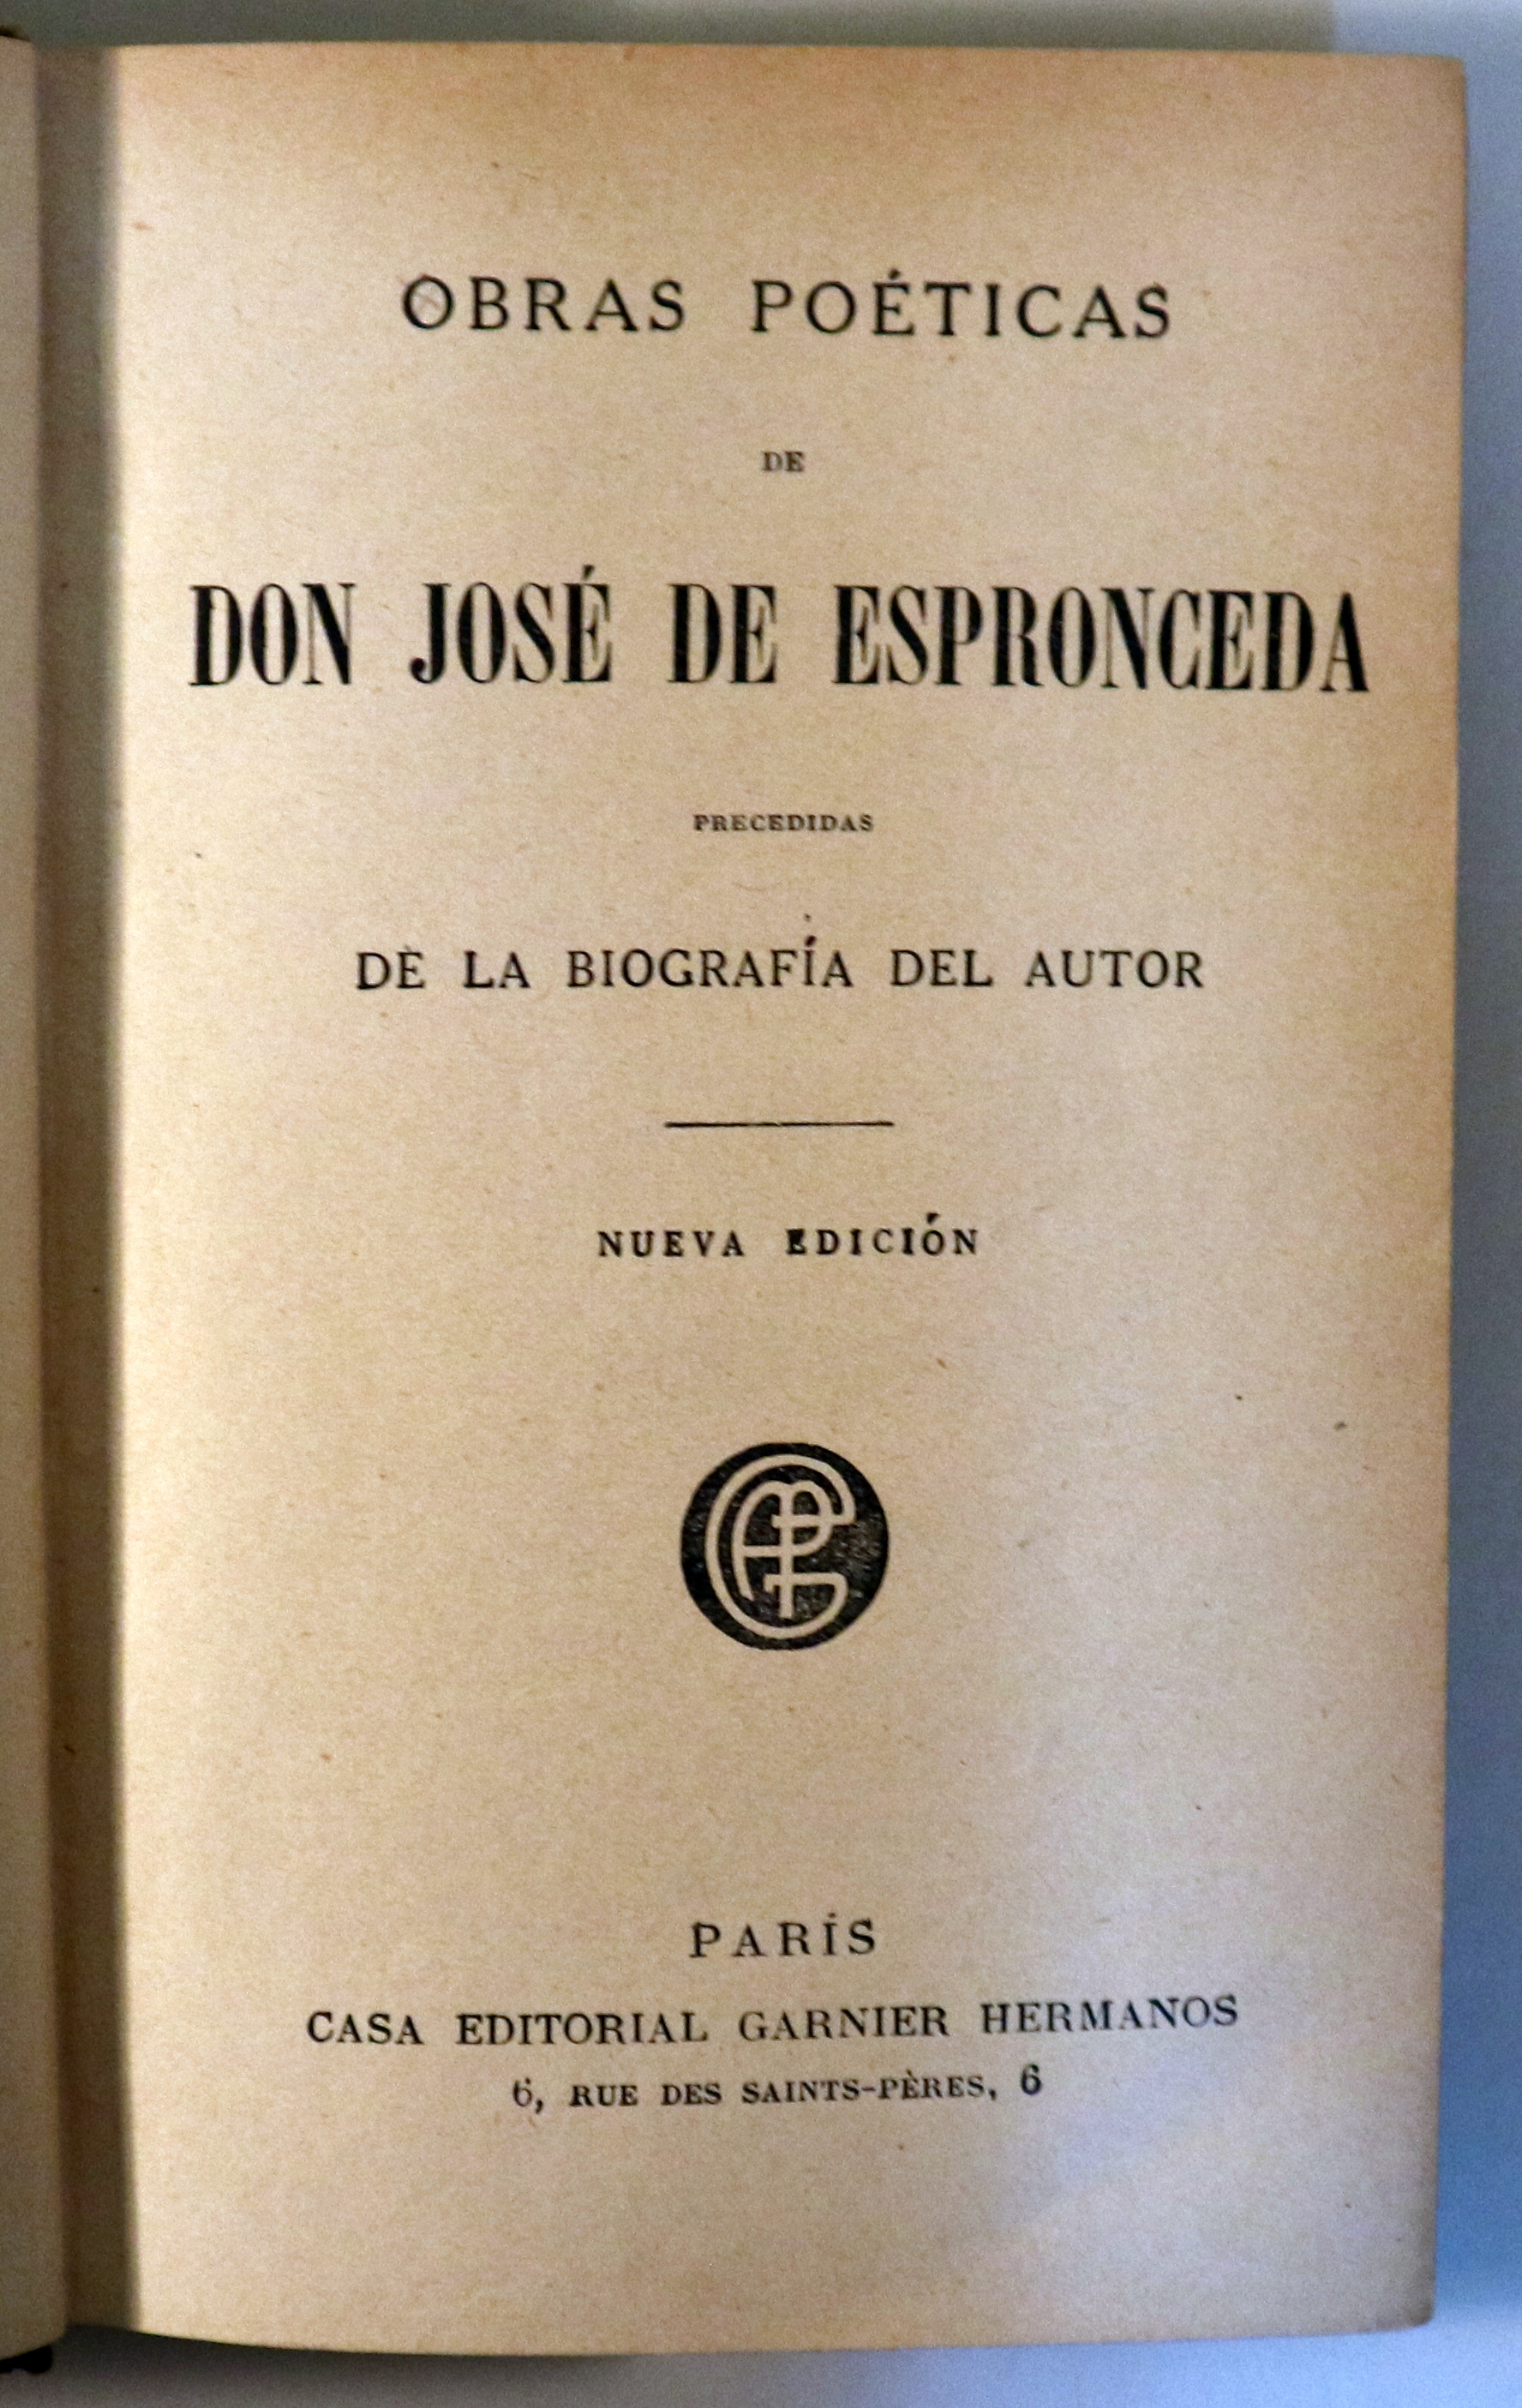 OBRAS POÉTICAS
DE
DON JOSÉ DE ESPRONCEDA
PRECEDIDAS
DE LA BIOGRAFÍA DEL AUTOR
NUEVA EDICIÓN
PARÍS
CASA EDITORIAL GARNIER HERMANOS
6, RUE DES SAINTS-PÈRES, 6